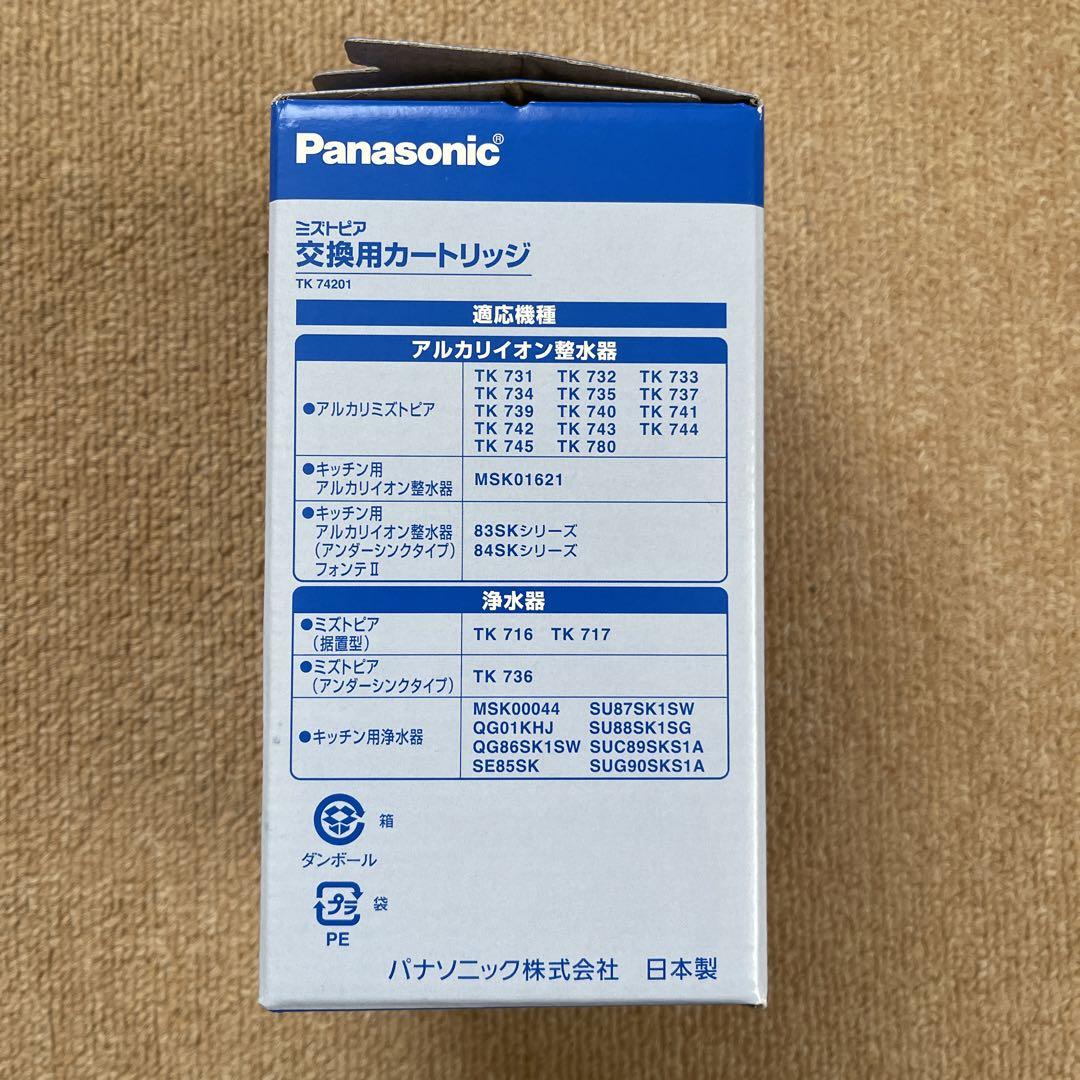 Panasonic®
ミズトピア
交換用カートリッジ
TK 74201
適応機種
アルカリイオン整水器
●アルカリミズトピア
TK 731 TK 732 TK 733
TK 734 TK 735 TK 737
TK 739 TK 740 TK 741
TK 742 TK 743 TK 744
TK 745 TK 780
●キッチン用
アルカリイオン整水器
MSK01621
●キッチン用
アルカリイオン整水器
(アンダーシンクタイプ)
フォンテⅡ
83SKシリーズ
84SKシリーズ
浄水器
●ミズトピア
(据置型)
TK 716 TK 717
●ミズトピア
(アンダーシンクタイプ)
TK 736
●キッチン用浄水器
MSK00044 SU87SK1SW
QG01KHJ SU88SK1SG
QG86SK1SW SUC89SKS1A
SE85SK SUG90SKS1A
箱
ダンボール
プラ 袋
PE
パナソニック株式会社 日本製